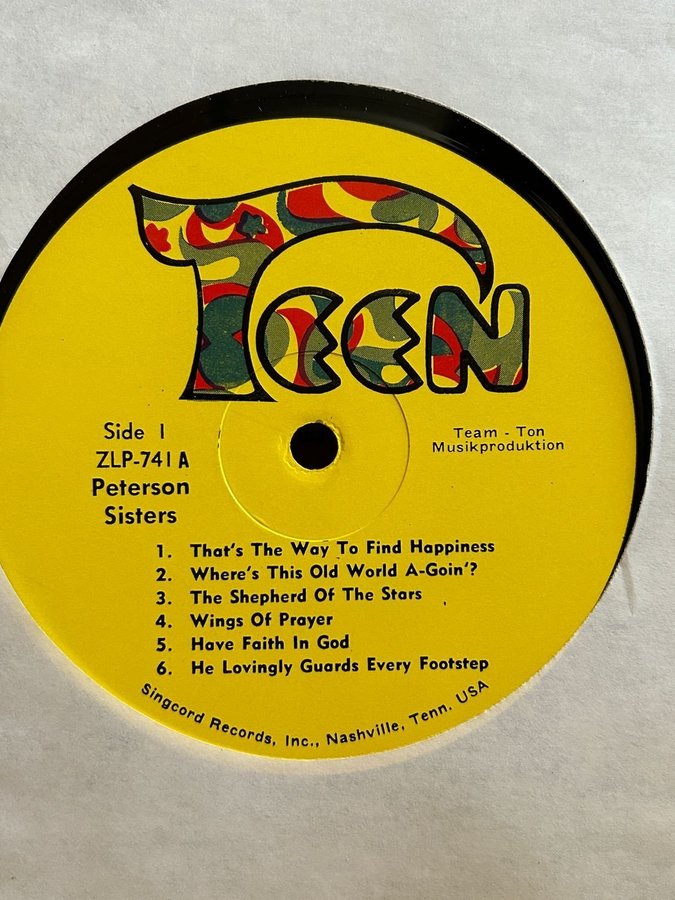 Teen
Side 1
ZLP-741 A
Peterson
Sisters
Team - Ton
Musikproduktion
1. That's The Way To Find Happiness
2. Where's This Old World A-Goin'?
3. The Shepherd Of The Stars
4. Wings Of Prayer
5. Have Faith In God
6. He Lovingly Guards Every Footstep
Singcord Records, Inc., Nashville, Tenn. USA